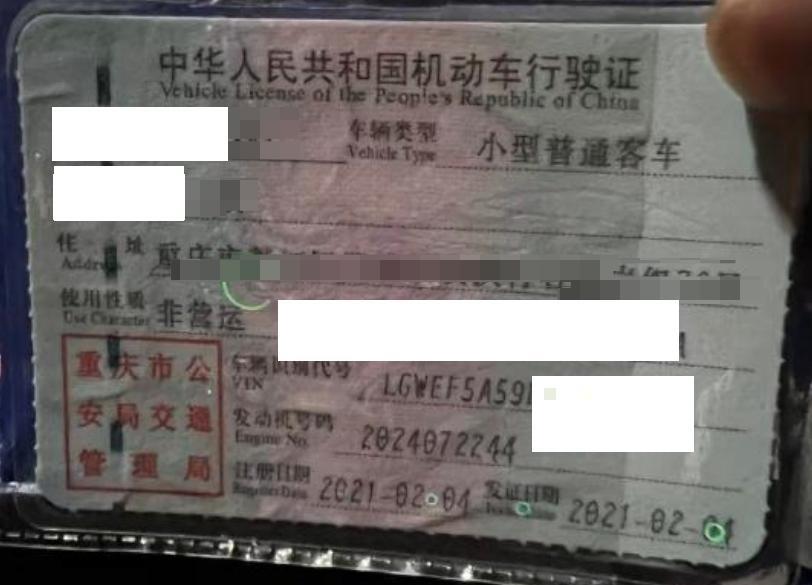 中华人民共和国机动车行驶证
Vehicle License of the People's Republic of China
车辆类型 小型普通客车
Vehicle Type
住 址 重庆市
Address
使用性质 非营运
Use Character
重庆市公
安局交通
管理局
车辆识别代号 LGWEF5A59
VIN
发动机号码 2024072244
Engine No.
注册日期 2021-02-04 发证日期 2021-02-04
Register Date